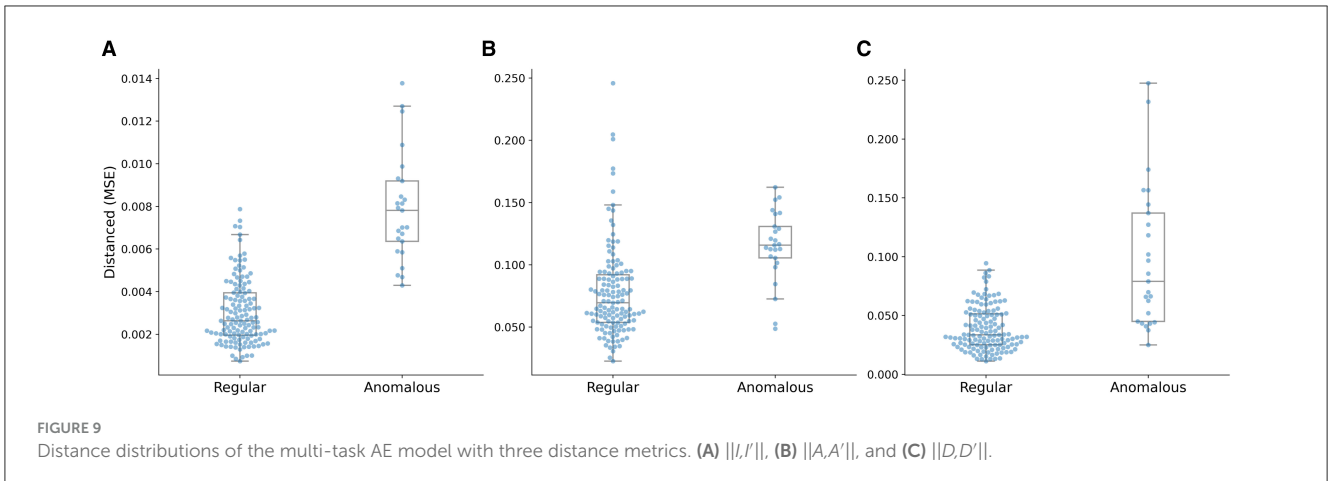 A
B
C
Distanced (MSE)
0.014
0.012
0.010
0.008
0.006
0.004
0.002
Regular
Anomalous
0.250
0.200
0.150
0.100
0.050
Regular
Anomalous
0.250
0.200
0.150
0.100
0.050
0.000
Regular
Anomalous
FIGURE 9
Distance distributions of the multi-task AE model with three distance metrics. (A) ||I,I′||, (B) ||A,A′||, and (C) ||D,D′||.